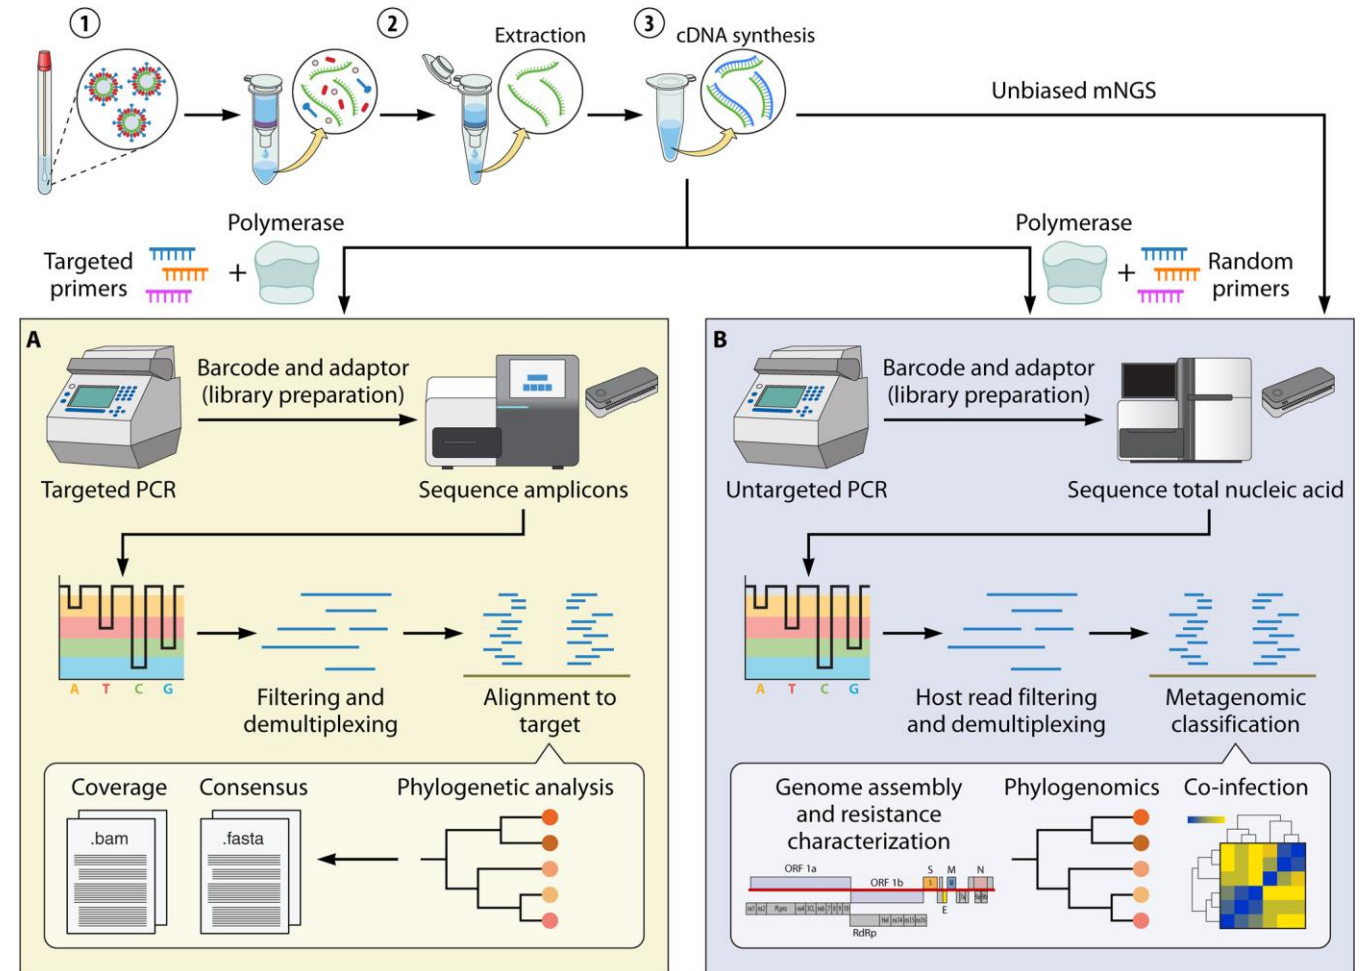 1
2
3
Extraction
cDNA synthesis
Unbiased mNGS
Targeted
primers
+
Polymerase
Polymerase
+
Random
primers
A
Barcode and adaptor
(library preparation)
Targeted PCR
Sequence amplicons
A T C G
Filtering and
demultiplexing
Alignment to
target
Coverage
.bam
Consensus
.fasta
Phylogenetic analysis
B
Barcode and adaptor
(library preparation)
Untargeted PCR
Sequence total nucleic acid
A T C G
Host read filtering
and demultiplexing
Metagenomic
classification
Genome assembly
and resistance
characterization
ORF 1a
ORF 1b
S M N
S
E
RdRp
Phylogenomics
Co-infection